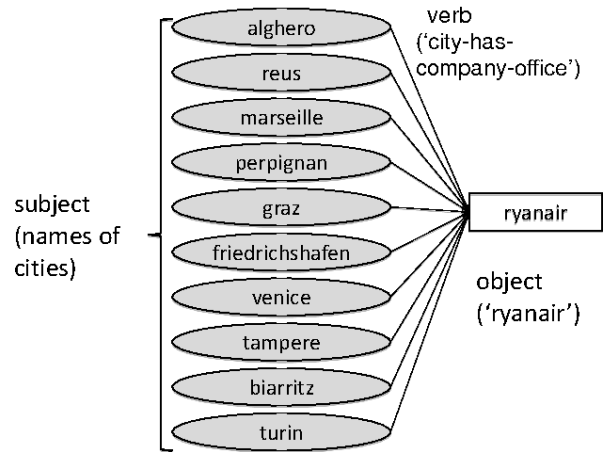 subject
(names of
cities)
alghero
reus
marseille
perpignan
graz
friedrichshafen
venice
tampere
biarritz
turin
verb
('city-has-
company-office')
ryanair
object
('ryanair')